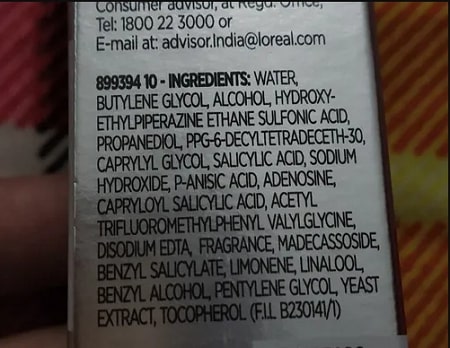 Consumer advisor, at Regd. Office,
Tel: 1800 22 3000 or
E-mail at: advisor.India@loreal.com
899394 10 - INGREDIENTS: WATER,
BUTYLENE GLYCOL, ALCOHOL, HYDROXY-
ETHYLPIPERAZINE ETHANE SULFONIC ACID,
PROPANEDIOL, PPG-6-DECYLTETRADECETH-30,
CAPRYLYL GLYCOL, SALICYLIC ACID, SODIUM
HYDROXIDE, P-ANISIC ACID, ADENOSINE,
CAPRYLOYL SALICYLIC ACID, ACETYL
TRIFLUOROMETHYLPHENYL VALYLGLYCINE,
DISODIUM EDTA, FRAGRANCE, MADECASSOSIDE,
BENZYL SALICYLATE, LIMONENE, LINALOOL,
BENZYL ALCOHOL, PENTYLENE GLYCOL, YEAST
EXTRACT, TOCOPHEROL (F.I.L B230141/1)